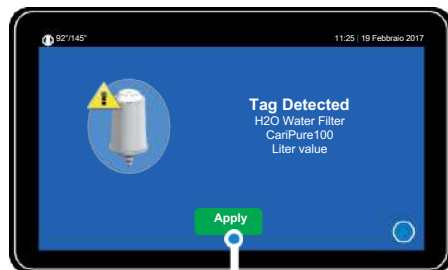 92°/145° 11:25 | 19 Febbraio 2017
Tag Detected
H2O Water Filter
CariPure100
Liter value
Apply